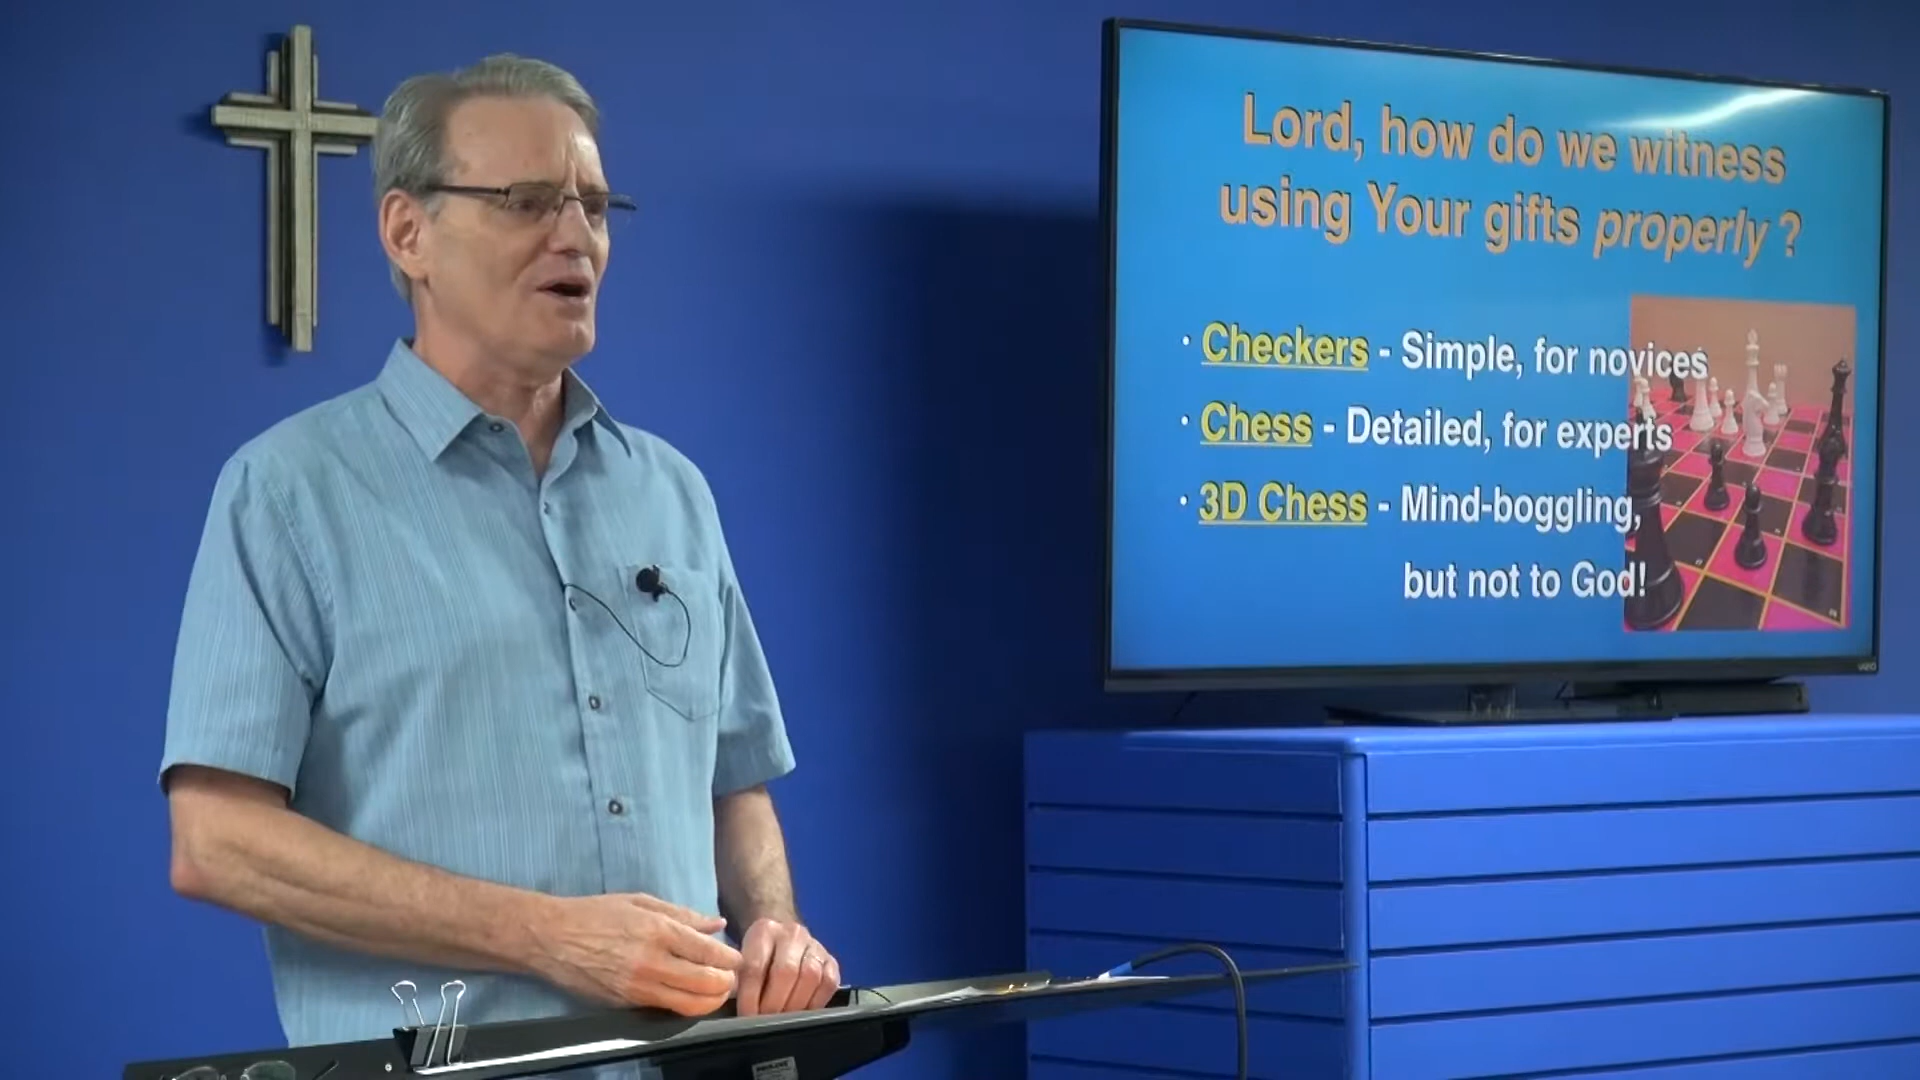 Lord, how do we witness
using Your gifts properly ?
· Checkers - Simple, for novices
· Chess - Detailed, for experts
· 3D Chess - Mind-boggling,
but not to God!
VIZIO